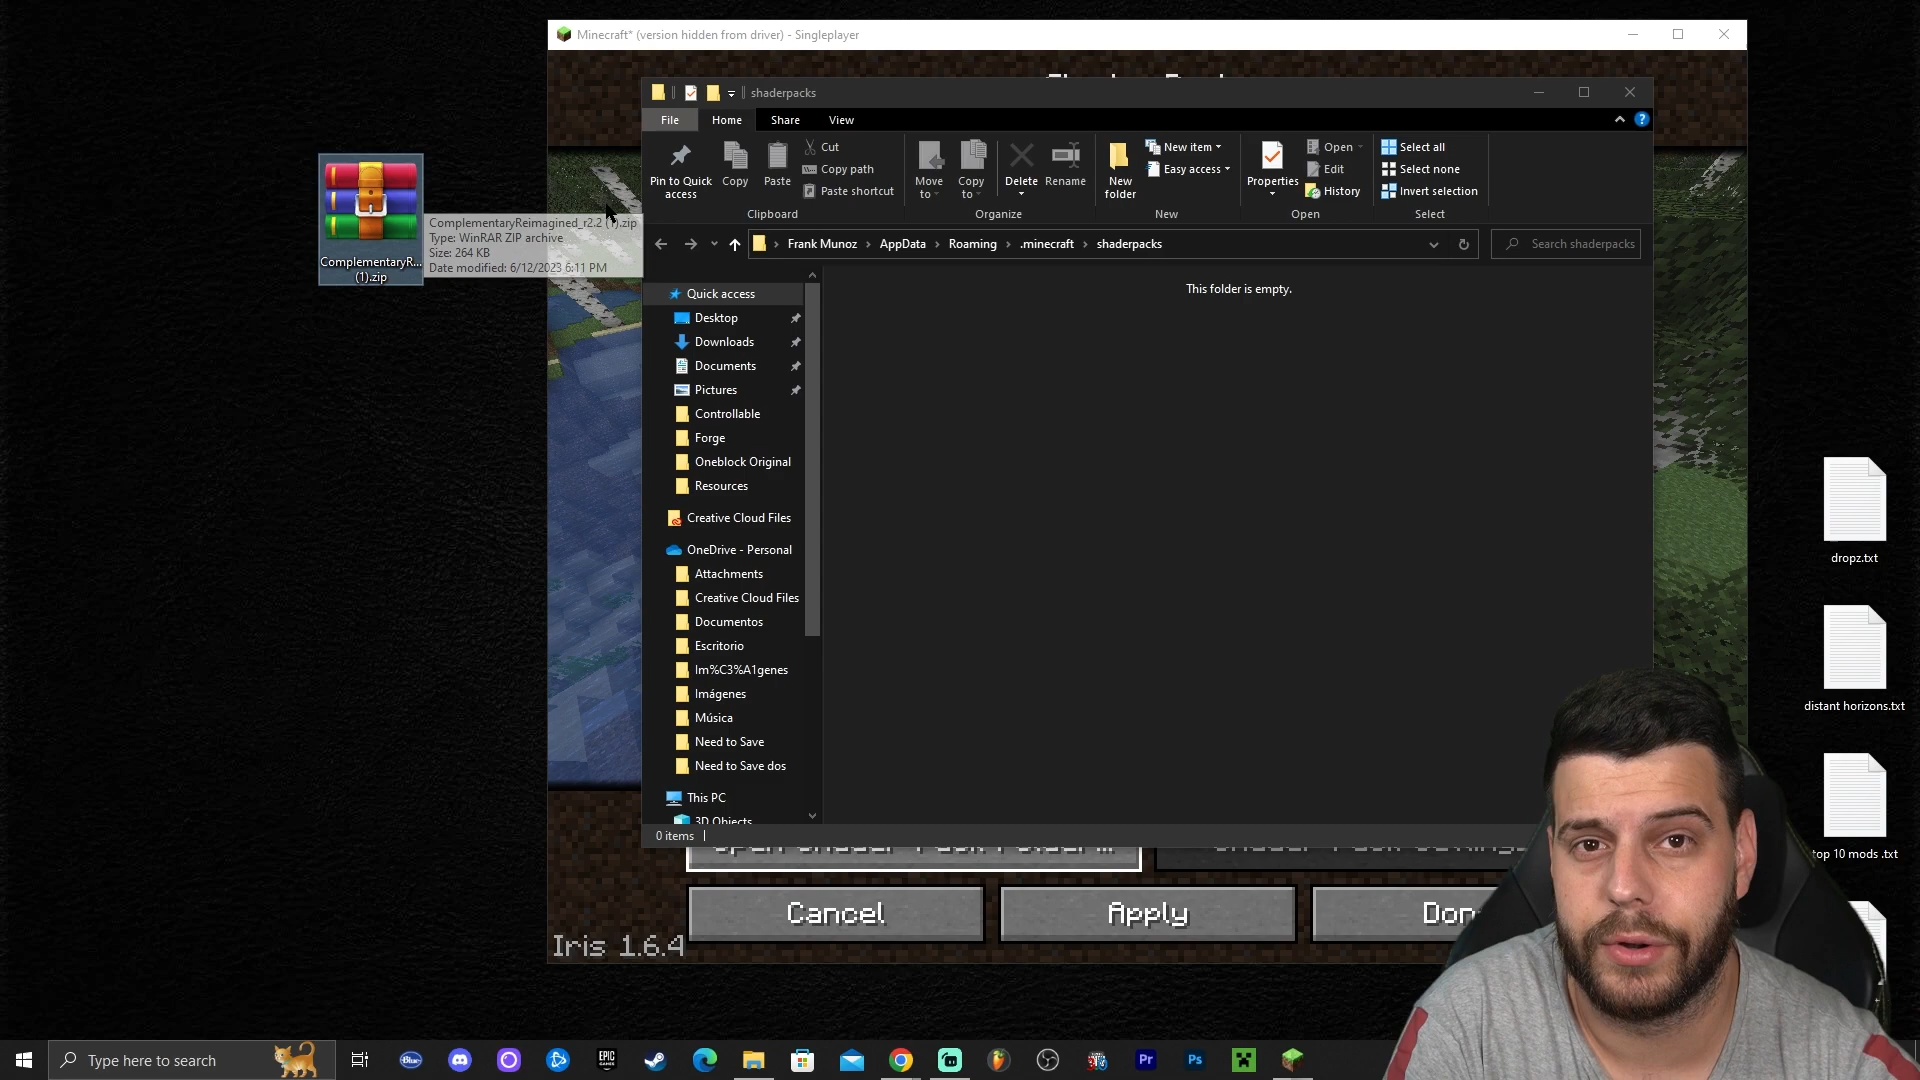 Minecraft* (version hidden from driver) - Singleplayer
shaderpacks
File
Home
Share
View
Pin to Quick access
Copy
Paste
Cut
Copy path
Paste shortcut
Clipboard
Move to
Copy to
Delete
Rename
Organize
New folder
New item
Easy access
New
Properties
Open
Edit
History
Open
Select all
Select none
Invert selection
Select
Frank Munoz
AppData
Roaming
.minecraft
shaderpacks
Search shaderpacks
This folder is empty.
ComplementaryR...
(1).zip
ComplementaryReimagined_r2.2 (1).zip
Type: WinRAR ZIP archive
Size: 264 KB
Date modified: 6/12/2023 6:11 PM
Quick access
Desktop
Downloads
Documents
Pictures
Controllable
Forge
Oneblock Original
Resources
Creative Cloud Files
OneDrive - Personal
Attachments
Creative Cloud Files
Documentos
Escritorio
Im%C3%A1genes
Imágenes
Música
Need to Save
Need to Save dos
This PC
3D Objects
0 items
Cancel
Apply
Don
Iris 1.6.4
dropz.txt
distant horizons.txt
top 10 mods .txt
Type here to search
Blue
EPIC GAMES
Pr
Ps